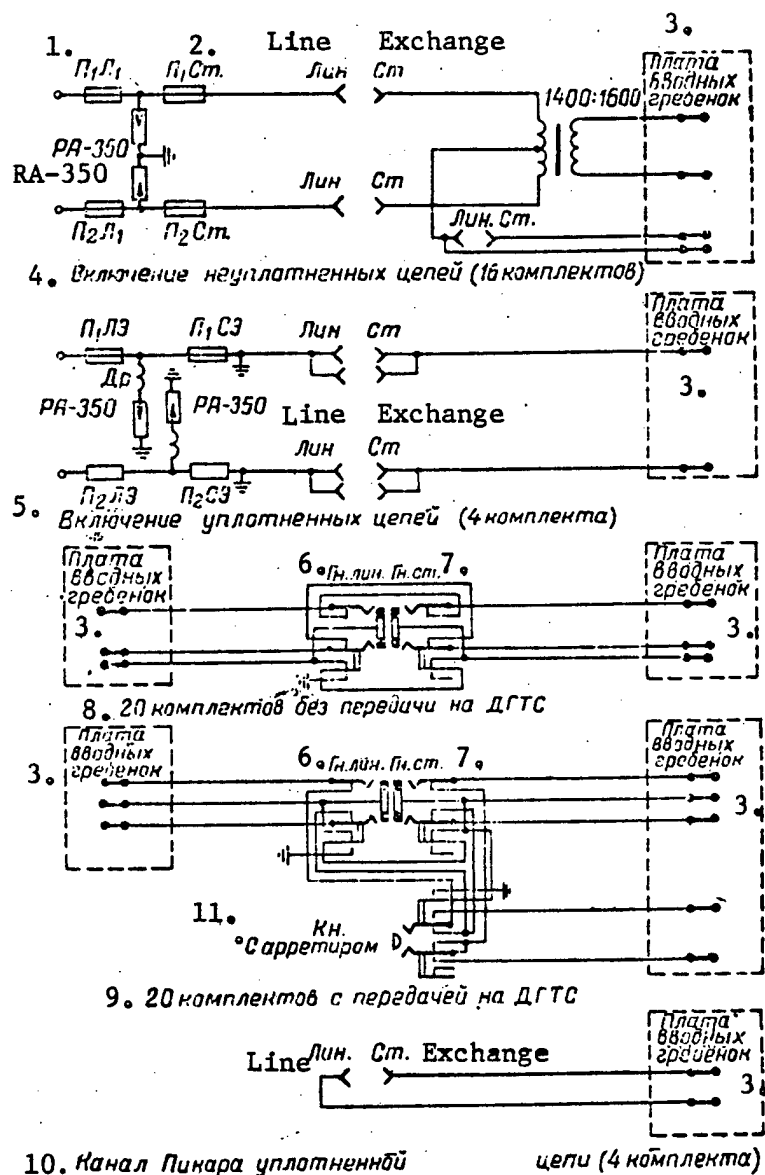 1. 2. Line Exchange 3.
П₁Л₁ П₁Ст. Лин Ст
Плата
вводных
гребенок
1400:1600
РА-350
RA-350
Лин Ст
Лин. Ст.
П₂Л₁ П₂Ст.
4. Включение неуплотненных цепей (16 комплектов)
П₁ЛЭ П₁СЭ Лин Ст
Плата
вводных
гребенок
3.
Др
РА-350 РА-350
Line Exchange
Лин Ст
П₂ЛЭ П₂СЭ
5. Включение уплотненных цепей (4 комплекта)
Плата
вводных
гребенок
3.
6. Гн.лин. Гн.ст. 7.
Плата
вводных
гребенок
3.
8. 20 комплектов без передачи на ДГТС
3.
Плата
вводных
гребенок
6. Гн.лин. Гн.ст. 7.
Плата
вводных
гребенок
3.
11.
Кн.
С арретиром
9. 20 комплектов с передачей на ДГТС
Line Лин. Ст. Exchange
Плата
вводных
гребенок
3.
10. Канал Пикара уплотненной цепи (4 комплекта)